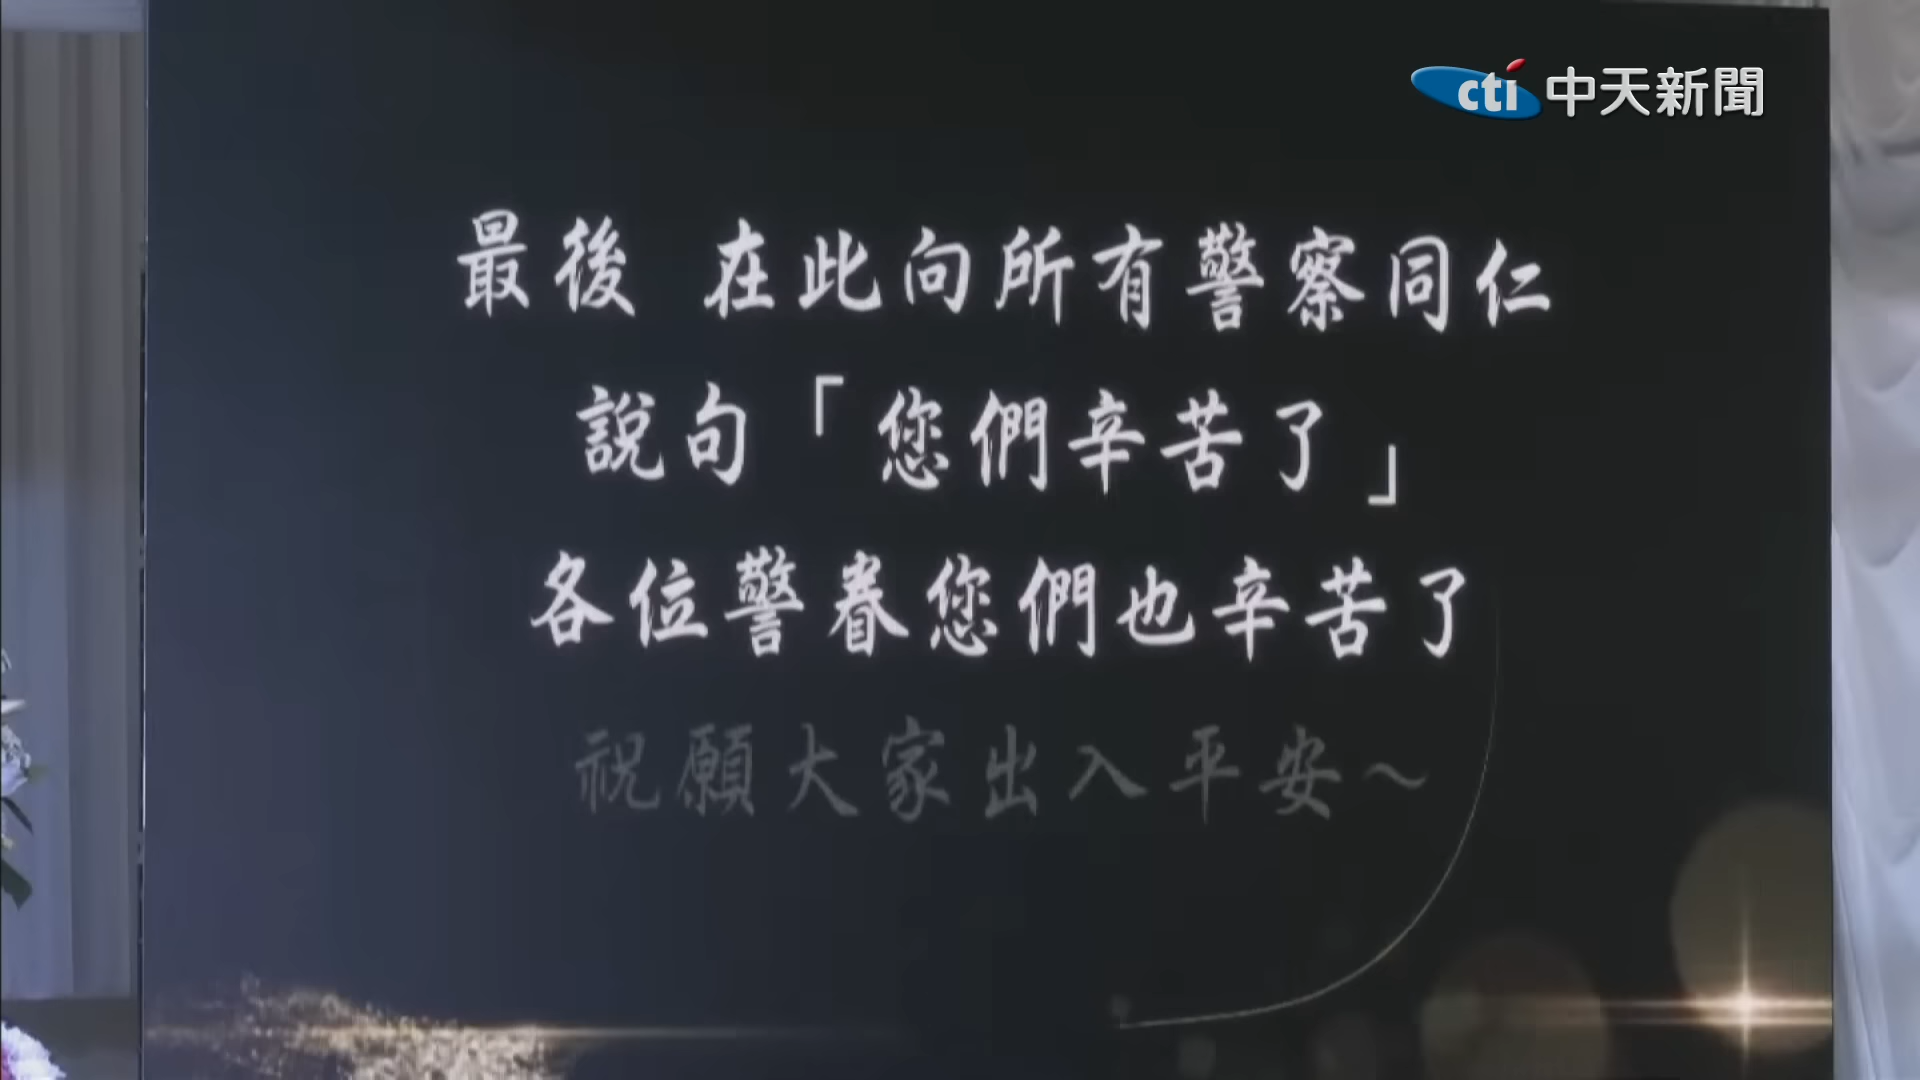 cti 中天新聞
最後 在此向所有警察同仁
說句「您們辛苦了」
各位警眷您們也辛苦了
祝願大家出入平安～